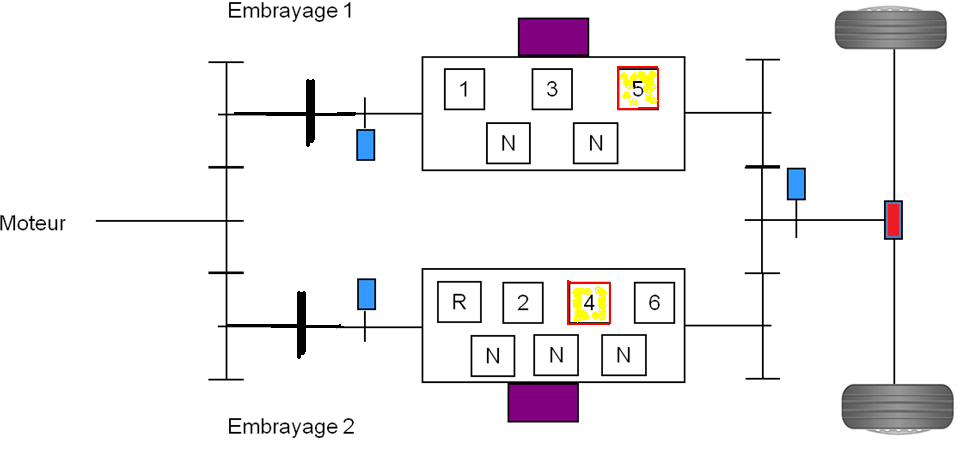 Embrayage 1
1 3 5
N N
Moteur
R 2 4 6
N N N
Embrayage 2